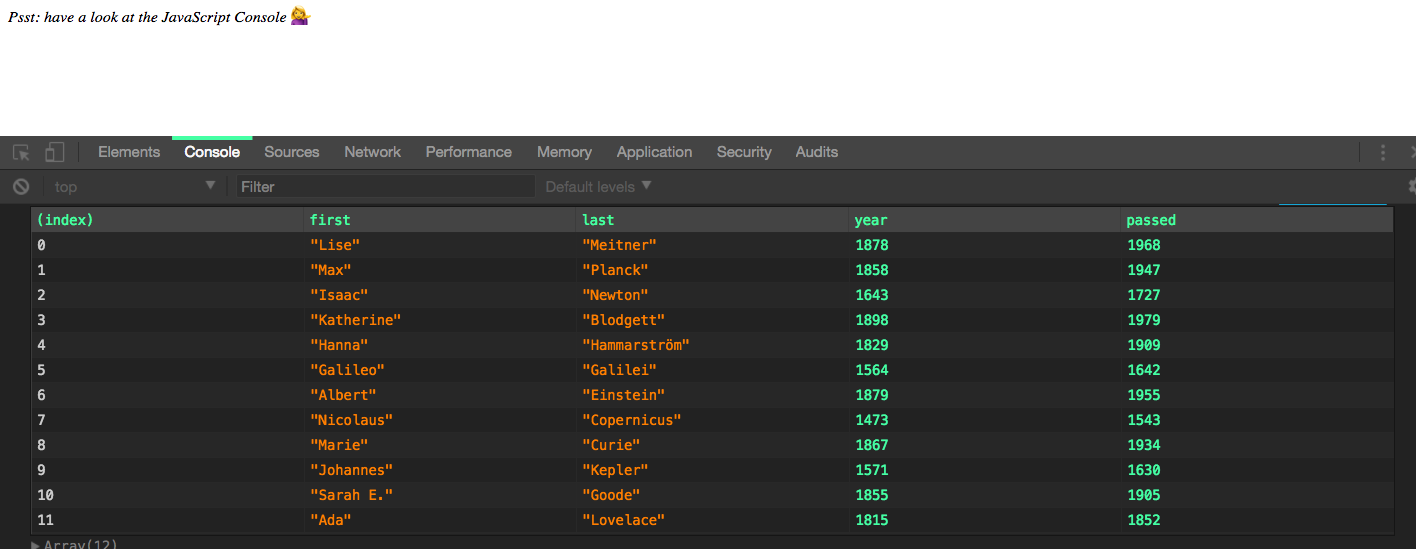 Psst: have a look at the JavaScript Console 💁
Elements Console Sources Network Performance Memory Application Security Audits
top Filter Default levels
(index) first last year passed
0 "Lise" "Meitner" 1878 1968
1 "Max" "Planck" 1858 1947
2 "Isaac" "Newton" 1643 1727
3 "Katherine" "Blodgett" 1898 1979
4 "Hanna" "Hammarström" 1829 1909
5 "Galileo" "Galilei" 1564 1642
6 "Albert" "Einstein" 1879 1955
7 "Nicolaus" "Copernicus" 1473 1543
8 "Marie" "Curie" 1867 1934
9 "Johannes" "Kepler" 1571 1630
10 "Sarah E." "Goode" 1855 1905
11 "Ada" "Lovelace" 1815 1852
Array(12)